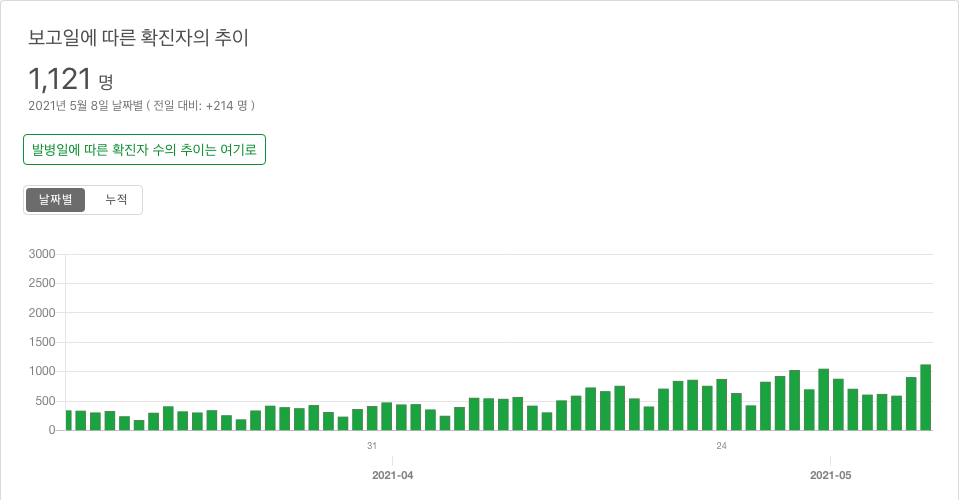 보고일에 따른 확진자의 추이
1,121 명
2021년 5월 8일 날짜별 ( 전일 대비: +214 명 )
발병일에 따른 확진자 수의 추이는 여기로
날짜별 누적
3000
2500
2000
1500
1000
500
0
31 24
2021-04 2021-05